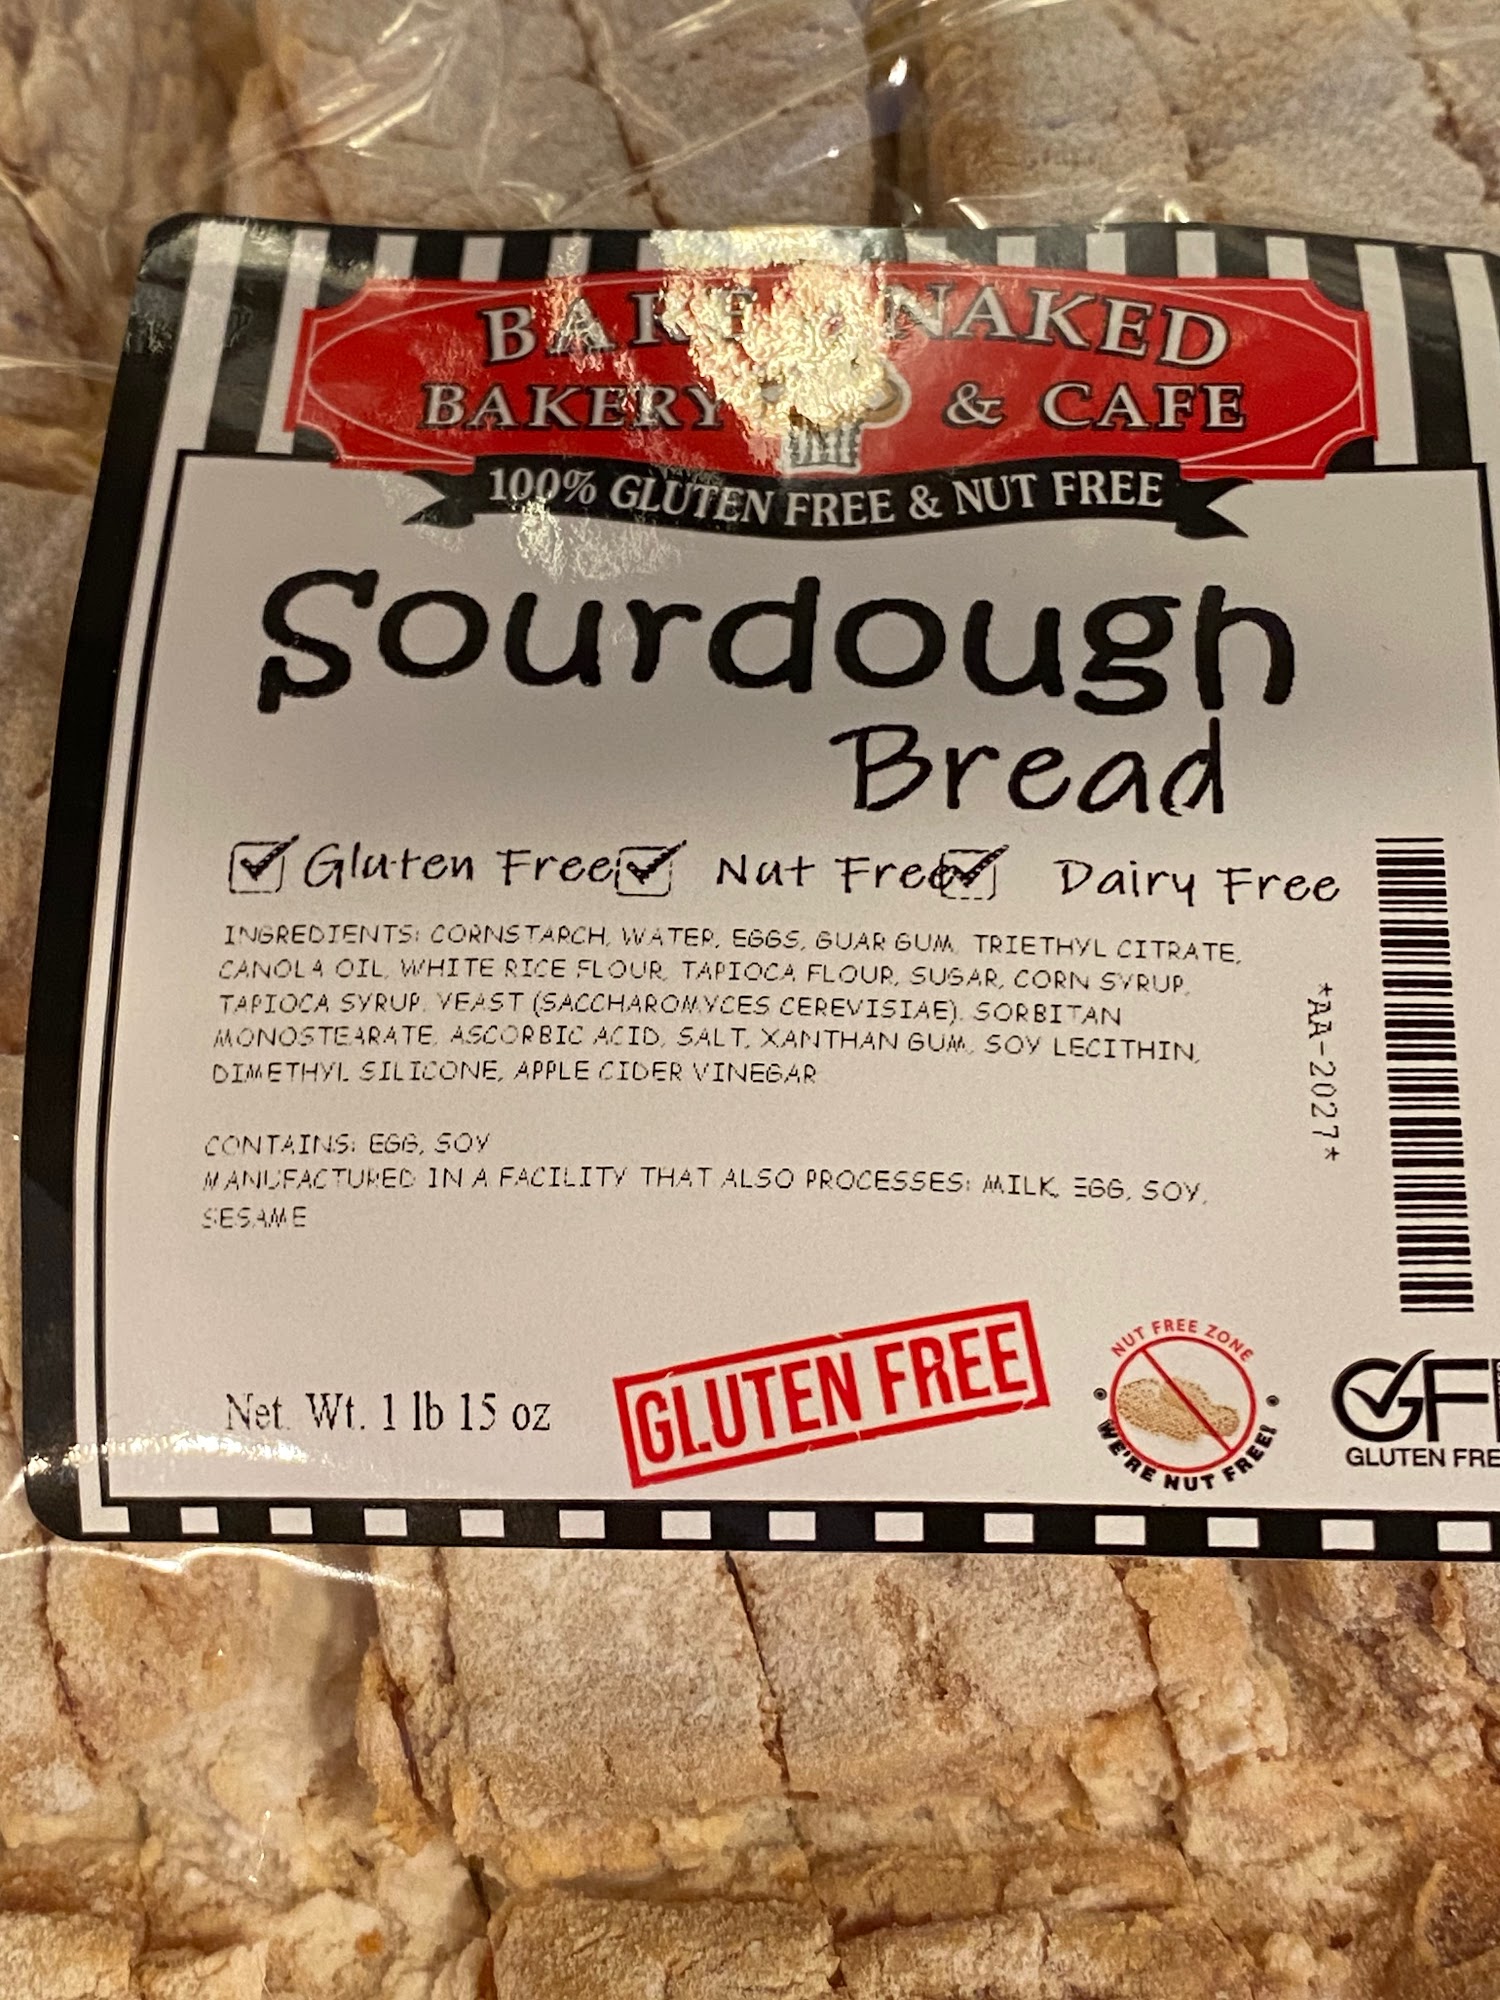 BARE NAKED
BAKERY & CAFE
100% GLUTEN FREE & NUT FREE
Sourdough
Bread
Gluten Free Nut Free Dairy Free
INGREDIENTS: CORNSTARCH, WATER, EGGS, GUAR GUM, TRIETHYL CITRATE,
CANOLA OIL, WHITE RICE FLOUR, TAPIOCA FLOUR, SUGAR, CORN SYRUP,
TAPIOCA SYRUP, YEAST (SACCHAROMYCES CEREVISIAE), SORBITAN
MONOSTEARATE, ASCORBIC ACID, SALT, XANTHAN GUM, SOY LECITHIN,
DIMETHYL SILICONE, APPLE CIDER VINEGAR
CONTAINS: EGG, SOY
MANUFACTURED IN A FACILITY THAT ALSO PROCESSES: MILK, EGG, SOY,
SESAME
*AA-2027*
Net. Wt. 1 lb 15 oz
GLUTEN FREE
NUT FREE ZONE
WE'RE NUT FREE!
GF
GLUTEN FRE